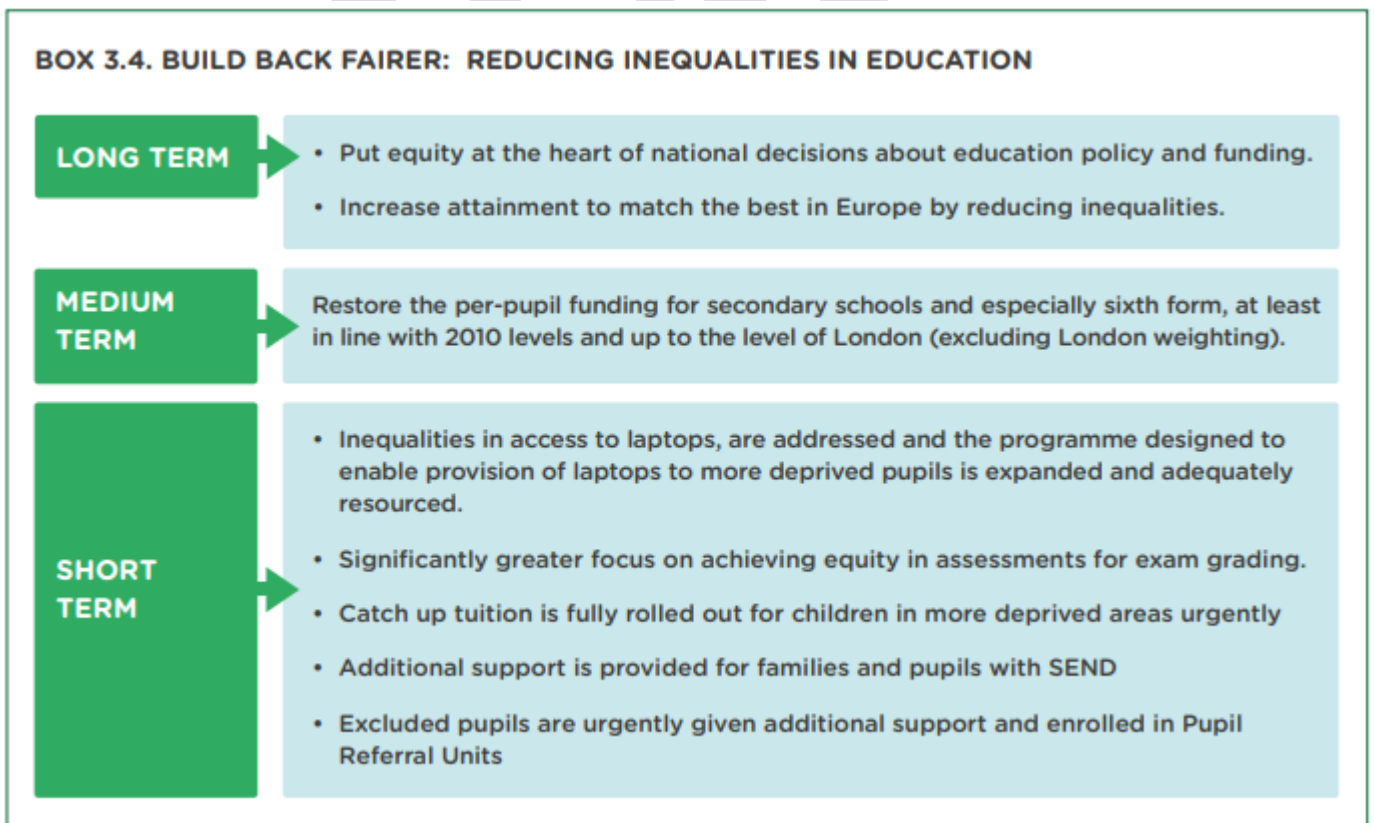 BOX 3.4. BUILD BACK FAIRER: REDUCING INEQUALITIES IN EDUCATION
LONG TERM
• Put equity at the heart of national decisions about education policy and funding.
• Increase attainment to match the best in Europe by reducing inequalities.
MEDIUM
TERM
Restore the per-pupil funding for secondary schools and especially sixth form, at least
in line with 2010 levels and up to the level of London (excluding London weighting).
SHORT
TERM
• Inequalities in access to laptops, are addressed and the programme designed to
enable provision of laptops to more deprived pupils is expanded and adequately
resourced.
• Significantly greater focus on achieving equity in assessments for exam grading.
• Catch up tuition is fully rolled out for children in more deprived areas urgently
• Additional support is provided for families and pupils with SEND
• Excluded pupils are urgently given additional support and enrolled in Pupil
Referral Units